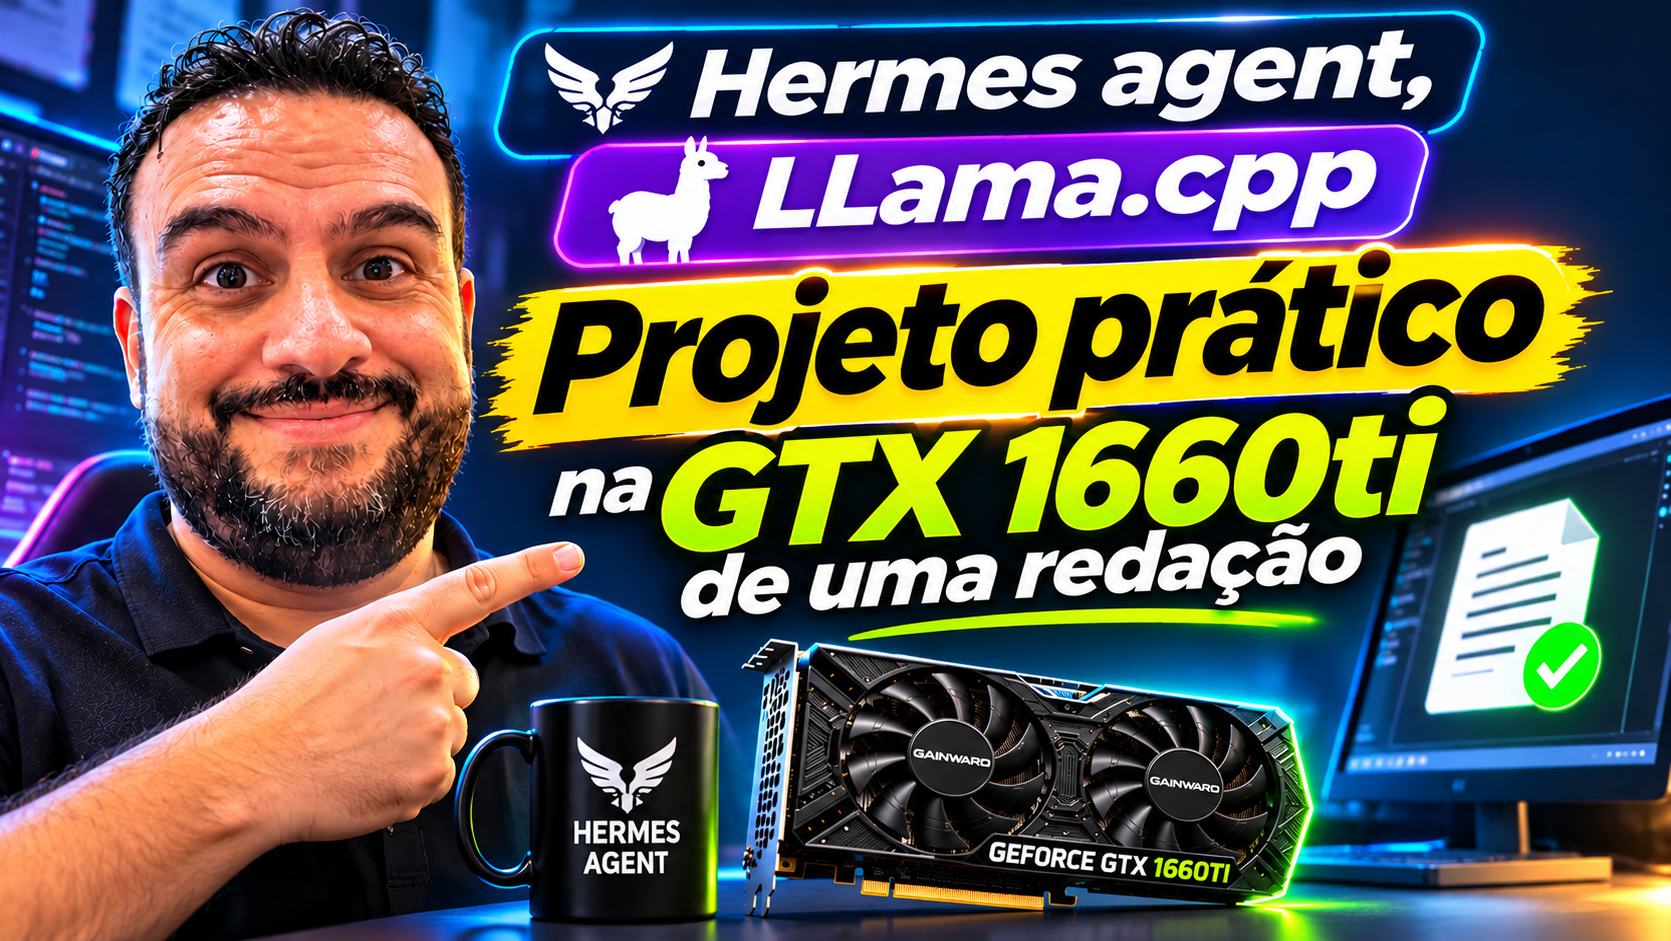 Hermes agent,
LLama.cpp
Projeto prático
na GTX 1660ti
de uma redação
HERMES
AGENT
GAINWARD
GAINWARD
GEFORCE GTX 1660TI